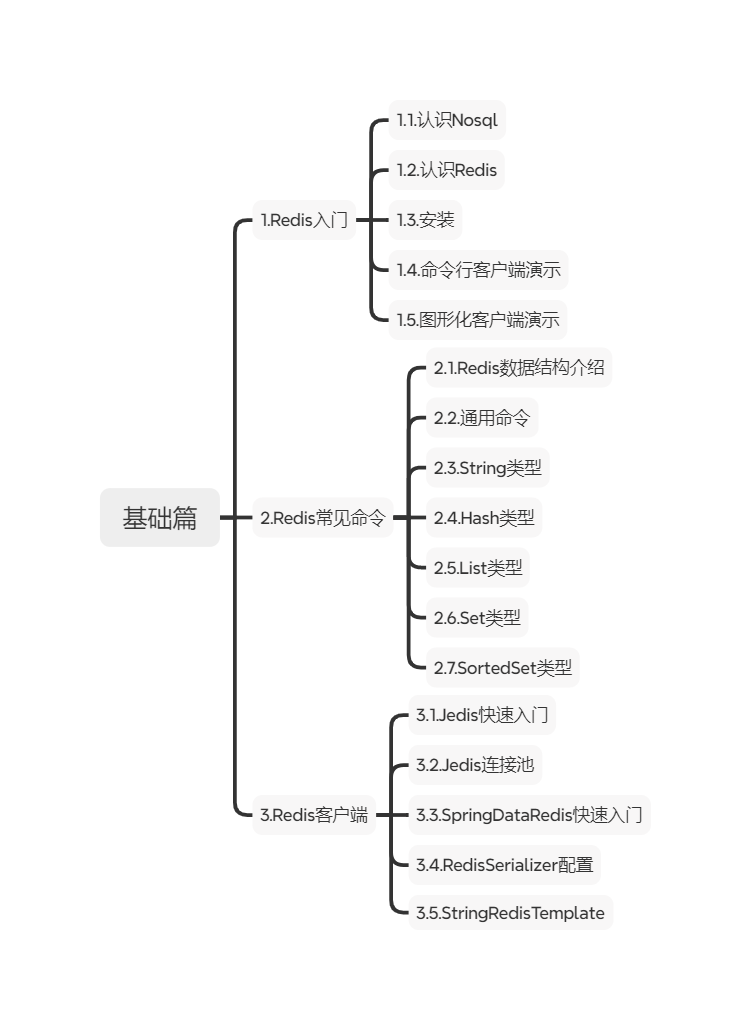 基础篇
1.Redis入门
1.1.认识Nosql
1.2.认识Redis
1.3.安装
1.4.命令行客户端演示
1.5.图形化客户端演示
2.Redis常见命令
2.1.Redis数据结构介绍
2.2.通用命令
2.3.String类型
2.4.Hash类型
2.5.List类型
2.6.Set类型
2.7.SortedSet类型
3.Redis客户端
3.1.Jedis快速入门
3.2.Jedis连接池
3.3.SpringDataRedis快速入门
3.4.RedisSerializer配置
3.5.StringRedisTemplate